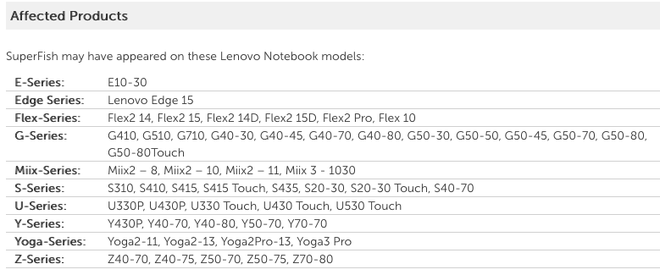 Affected Products
SuperFish may have appeared on these Lenovo Notebook models:
E-Series: E10-30
Edge Series: Lenovo Edge 15
Flex-Series: Flex2 14, Flex2 15, Flex2 14D, Flex2 15D, Flex2 Pro, Flex 10
G-Series: G410, G510, G710, G40-30, G40-45, G40-70, G40-80, G50-30, G50-50, G50-45, G50-70, G50-80,
G50-80Touch
Miix-Series: Miix2 – 8, Miix2 – 10, Miix2 – 11, Miix 3 - 1030
S-Series: S310, S410, S415, S415 Touch, S435, S20-30, S20-30 Touch, S40-70
U-Series: U330P, U430P, U330 Touch, U430 Touch, U530 Touch
Y-Series: Y430P, Y40-70, Y40-80, Y50-70, Y70-70
Yoga-Series: Yoga2-11, Yoga2-13, Yoga2Pro-13, Yoga3 Pro
Z-Series: Z40-70, Z40-75, Z50-70, Z50-75, Z70-80